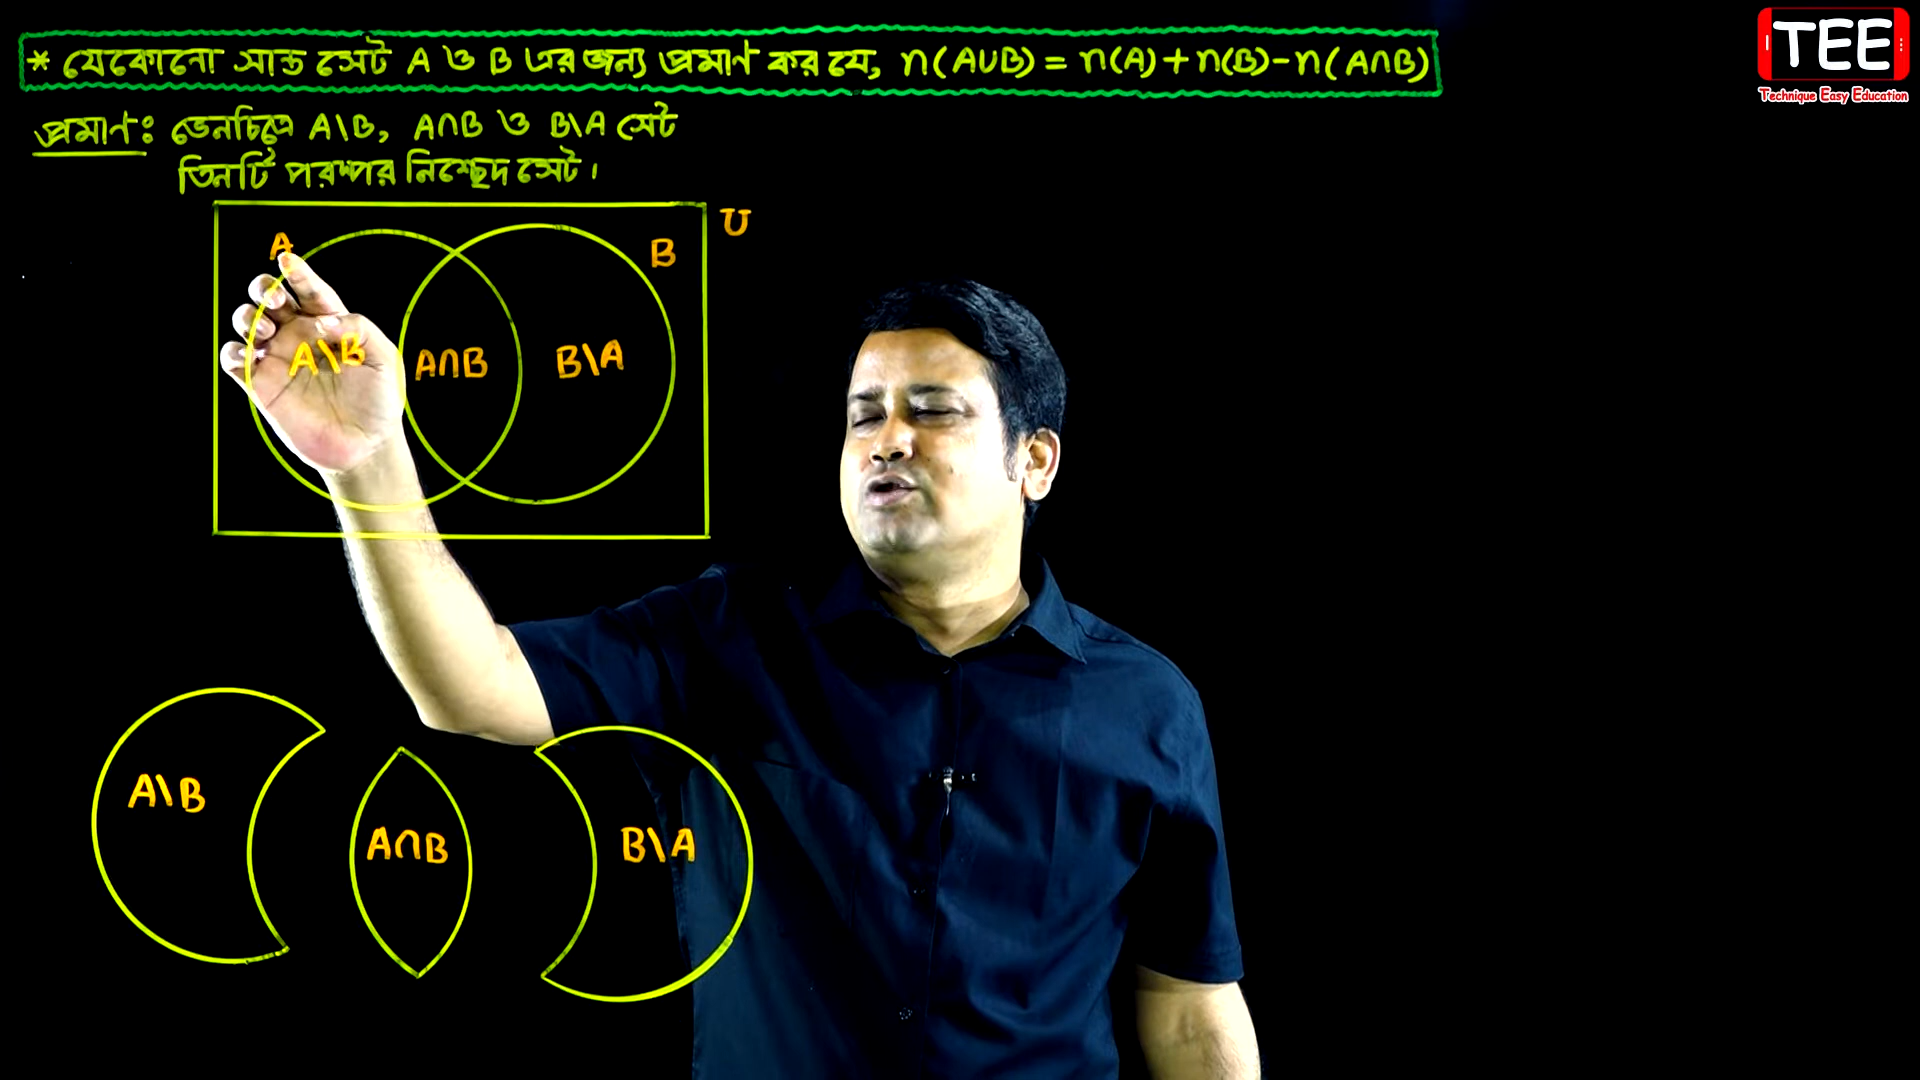 * যেকোনো সান্ত সেট A ও B এর জন্য প্রমাণ কর যে, n(A∪B) = n(A)+n(B)-n(A∩B)
TEE
Technique Easy Education
প্রমাণঃ ভেনচিত্রে A\B, A∩B ও B\A সেট
তিনটি পরস্পর নিশ্ছেদ সেট।
U
A
B
A\B
A∩B
B\A
A\B
A∩B
B\A